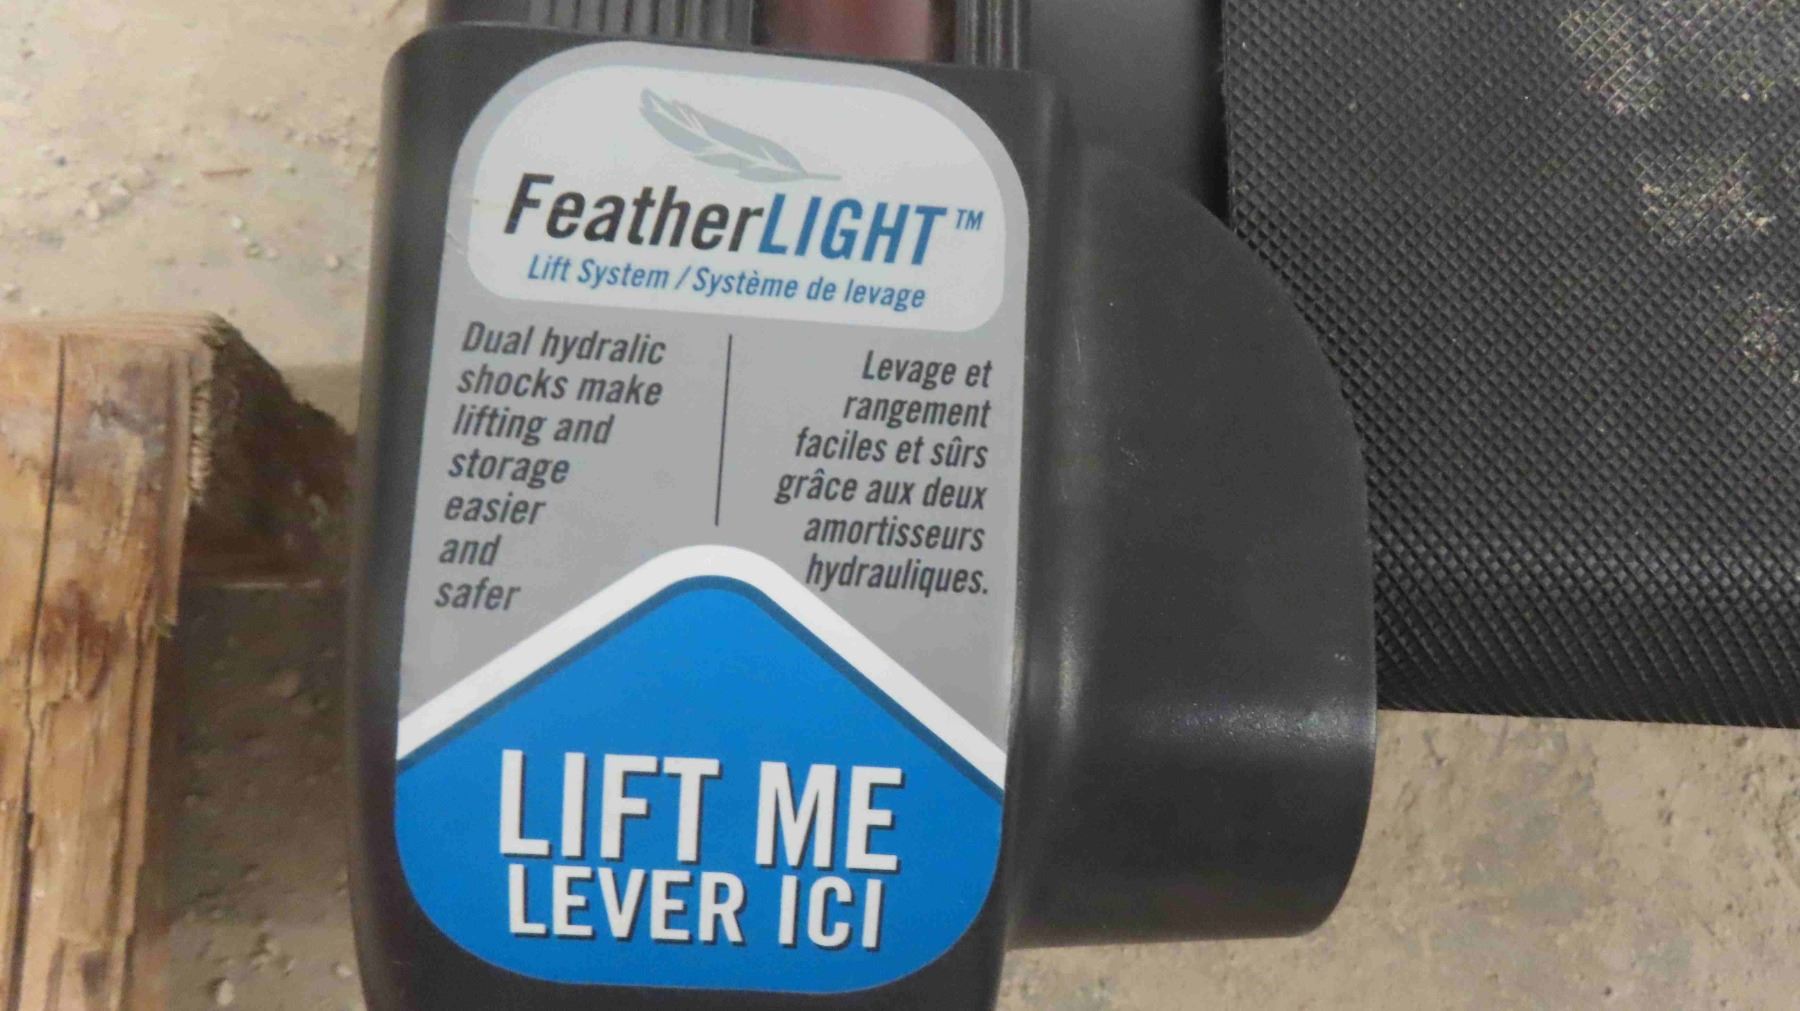 FeatherLIGHT™
Lift System / Système de levage
Dual hydralic
shocks make
lifting and
storage
easier
and
safer
Levage et
rangement
faciles et sûrs
grâce aux deux
amortisseurs
hydrauliques.
LIFT ME
LEVER ICI